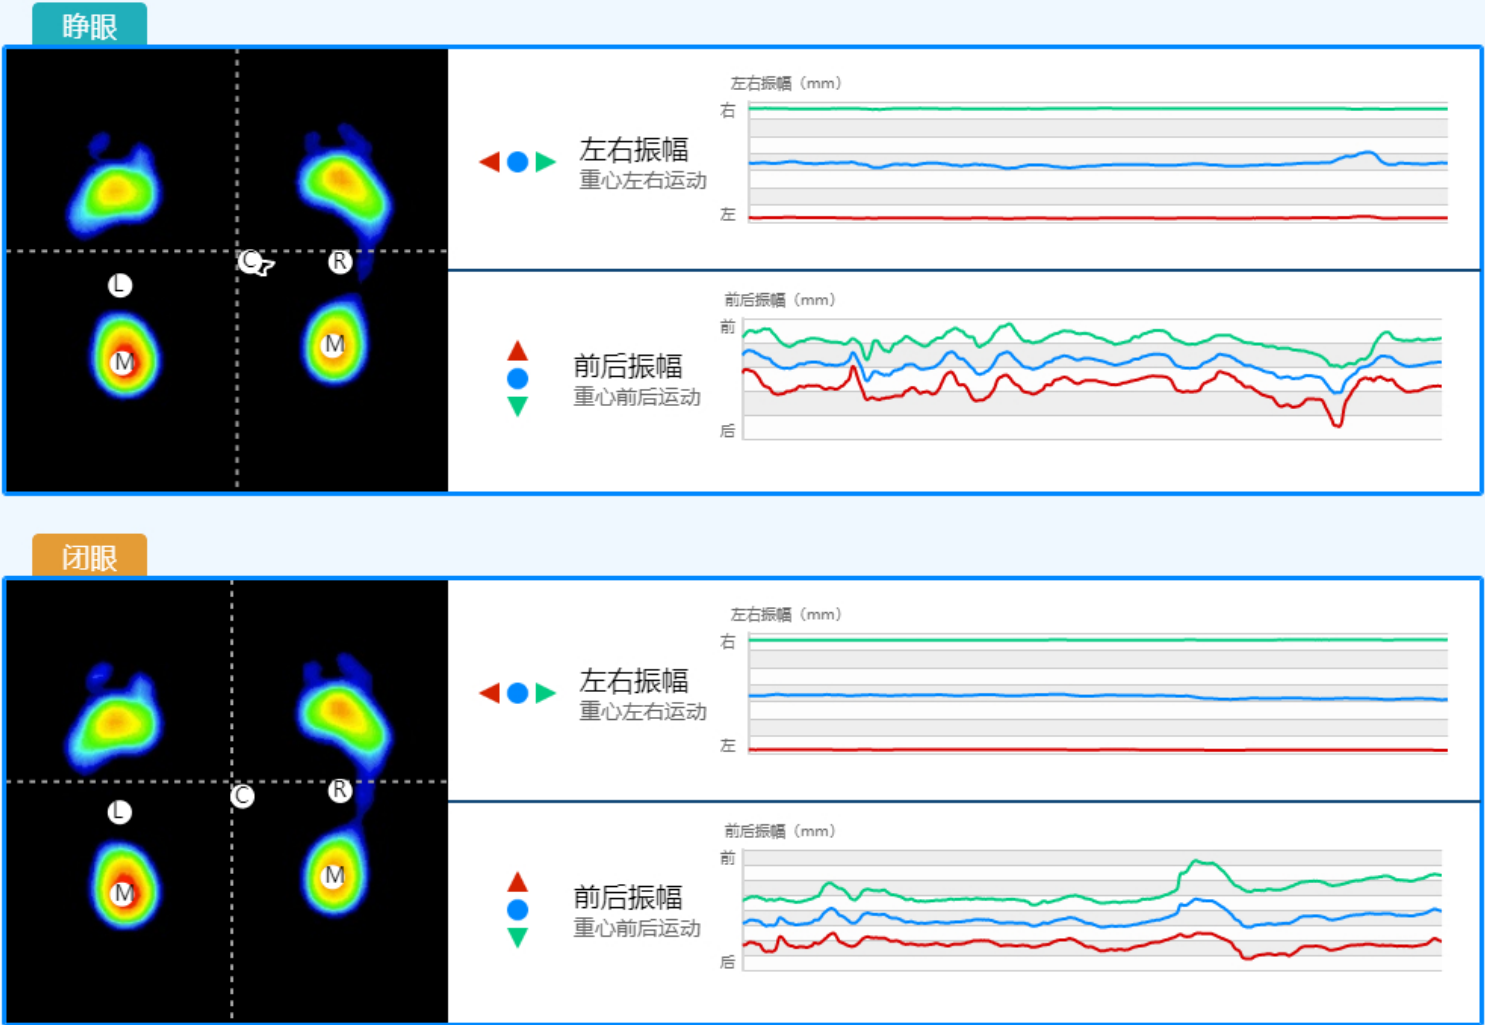 睁眼
左右振幅（mm）
右
左右振幅
重心左右运动
左
C
R
L
前后振幅（mm）
前
M
M
前后振幅
重心前后运动
后
闭眼
左右振幅（mm）
右
左右振幅
重心左右运动
左
C
R
L
前后振幅（mm）
前
M
M
前后振幅
重心前后运动
后